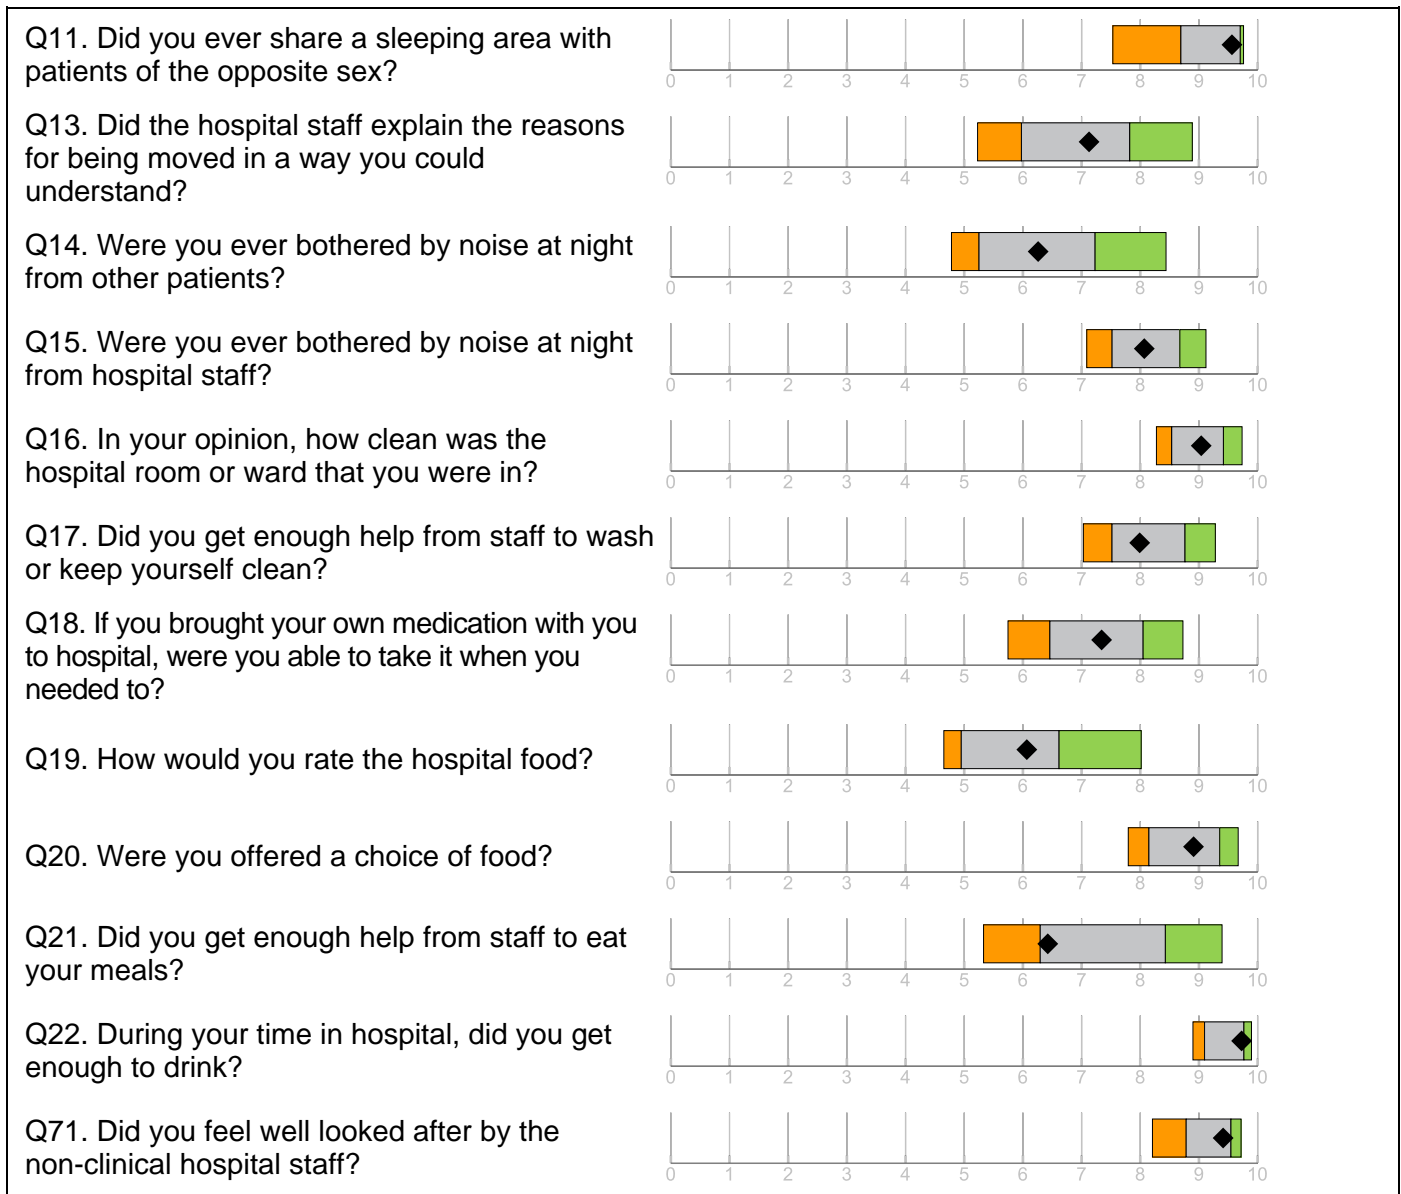 Q11. Did you ever share a sleeping area with
patients of the opposite sex?
0 1 2 3 4 5 6 7 8 9 10
Q13. Did the hospital staff explain the reasons
for being moved in a way you could
understand?
0 1 2 3 4 5 6 7 8 9 10
Q14. Were you ever bothered by noise at night
from other patients?
0 1 2 3 4 5 6 7 8 9 10
Q15. Were you ever bothered by noise at night
from hospital staff?
0 1 2 3 4 5 6 7 8 9 10
Q16. In your opinion, how clean was the
hospital room or ward that you were in?
0 1 2 3 4 5 6 7 8 9 10
Q17. Did you get enough help from staff to wash
or keep yourself clean?
0 1 2 3 4 5 6 7 8 9 10
Q18. If you brought your own medication with you
to hospital, were you able to take it when you
needed to?
0 1 2 3 4 5 6 7 8 9 10
Q19. How would you rate the hospital food?
0 1 2 3 4 5 6 7 8 9 10
Q20. Were you offered a choice of food?
0 1 2 3 4 5 6 7 8 9 10
Q21. Did you get enough help from staff to eat
your meals?
0 1 2 3 4 5 6 7 8 9 10
Q22. During your time in hospital, did you get
enough to drink?
0 1 2 3 4 5 6 7 8 9 10
Q71. Did you feel well looked after by the
non-clinical hospital staff?
0 1 2 3 4 5 6 7 8 9 10